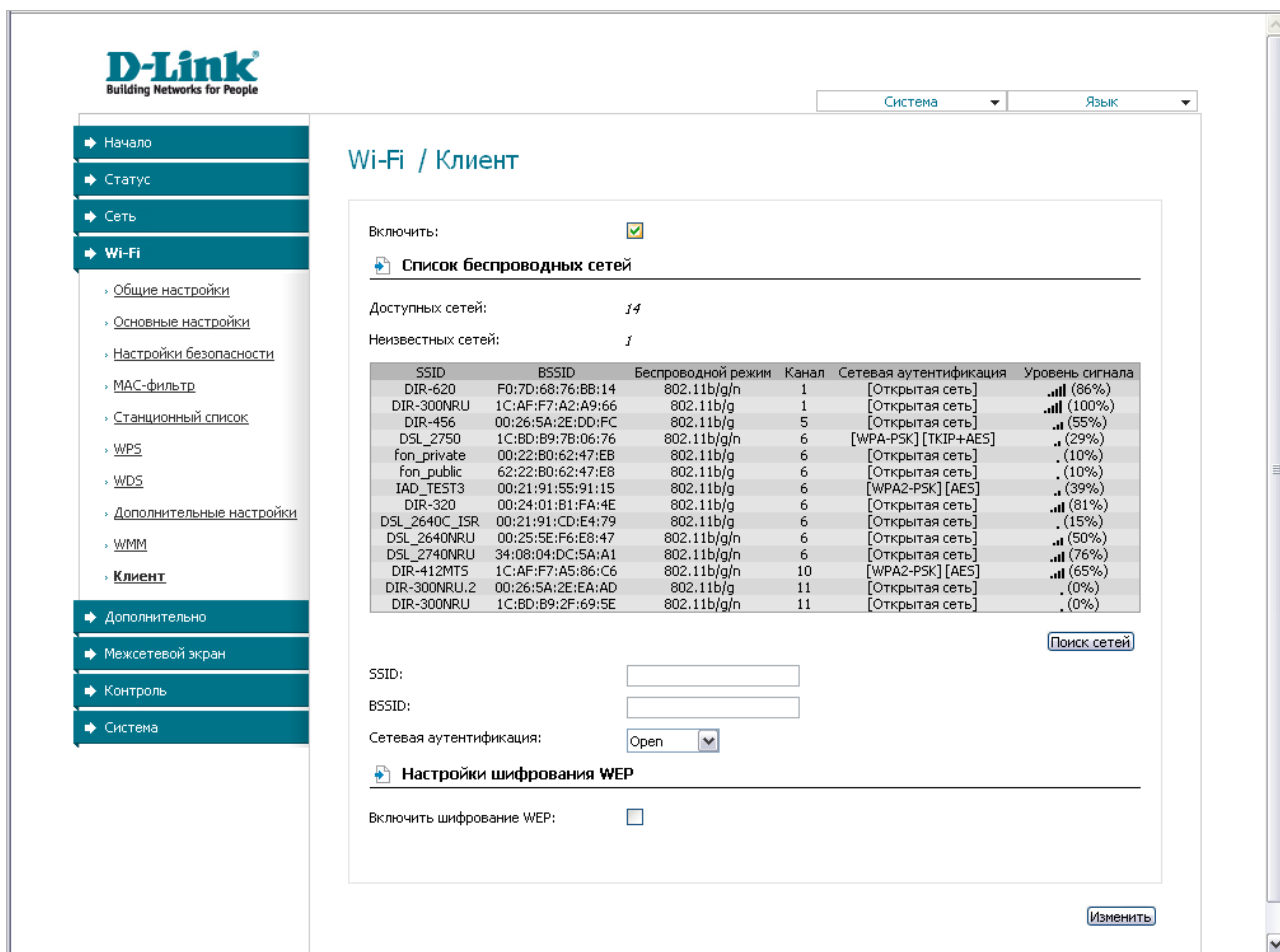 D-Link®
Building Networks for People
Система Язык
Начало
Статус
Сеть
Wi-Fi
Общие настройки
Основные настройки
Настройки безопасности
MAC-фильтр
Станционный список
WPS
WDS
Дополнительные настройки
WMM
Клиент
Дополнительно
Межсетевой экран
Контроль
Система
Wi-Fi / Клиент
Включить:
Список беспроводных сетей
Доступных сетей: 14
Неизвестных сетей: 1
SSID BSSID Беспроводной режим Канал Сетевая аутентификация Уровень сигнала
DIR-620 F0:7D:68:76:BB:14 802.11b/g/n 1 [Открытая сеть] (86%)
DIR-300NRU 1C:AF:F7:A2:A9:66 802.11b/g 1 [Открытая сеть] (100%)
DIR-456 00:26:5A:2E:DD:FC 802.11b/g 5 [Открытая сеть] (55%)
DSL_2750 1C:BD:B9:7B:06:76 802.11b/g/n 6 [WPA-PSK] [TKIP+AES] (29%)
fon_private 00:22:B0:62:47:EB 802.11b/g 6 [Открытая сеть] (10%)
fon_public 62:22:B0:62:47:E8 802.11b/g 6 [Открытая сеть] (10%)
IAD_TEST3 00:21:91:55:91:15 802.11b/g 6 [WPA2-PSK] [AES] (39%)
DIR-320 00:24:01:B1:FA:4E 802.11b/g 6 [Открытая сеть] (81%)
DSL_2640C_ISR 00:21:91:CD:E4:79 802.11b/g 6 [Открытая сеть] (15%)
DSL_2640NRU 00:25:5E:F6:E8:47 802.11b/g/n 6 [Открытая сеть] (50%)
DSL_2740NRU 34:08:04:DC:5A:A1 802.11b/g/n 6 [Открытая сеть] (76%)
DIR-412MTS 1C:AF:F7:A5:86:C6 802.11b/g/n 10 [WPA2-PSK] [AES] (65%)
DIR-300NRU.2 00:26:5A:2E:EA:AD 802.11b/g 11 [Открытая сеть] (0%)
DIR-300NRU 1C:BD:B9:2F:69:5E 802.11b/g/n 11 [Открытая сеть] (0%)
Поиск сетей
SSID:
BSSID:
Сетевая аутентификация: Open
Настройки шифрования WEP
Включить шифрование WEP:
Изменить